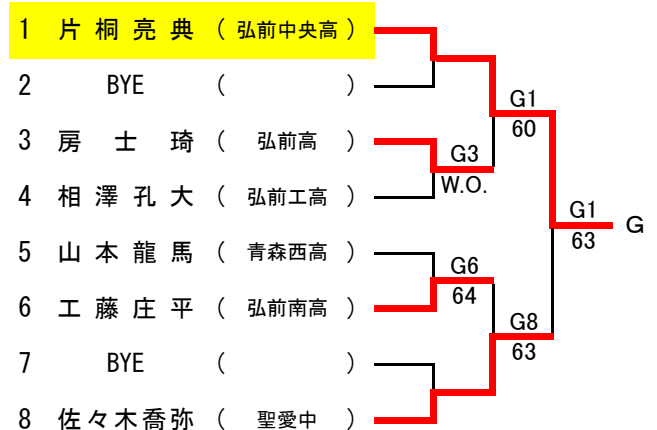 1 片桐亮典 ( 弘前中央高 )
2 BYE ( )
G1
60
3 房士琦 ( 弘前高 )
G3
W.O.
4 相澤孔大 ( 弘前工高 )
G1 G
63
5 山本龍馬 ( 青森西高 )
G6
64
6 工藤庄平 ( 弘前南高 )
G8
63
7 BYE ( )
8 佐々木喬弥 ( 聖愛中 )